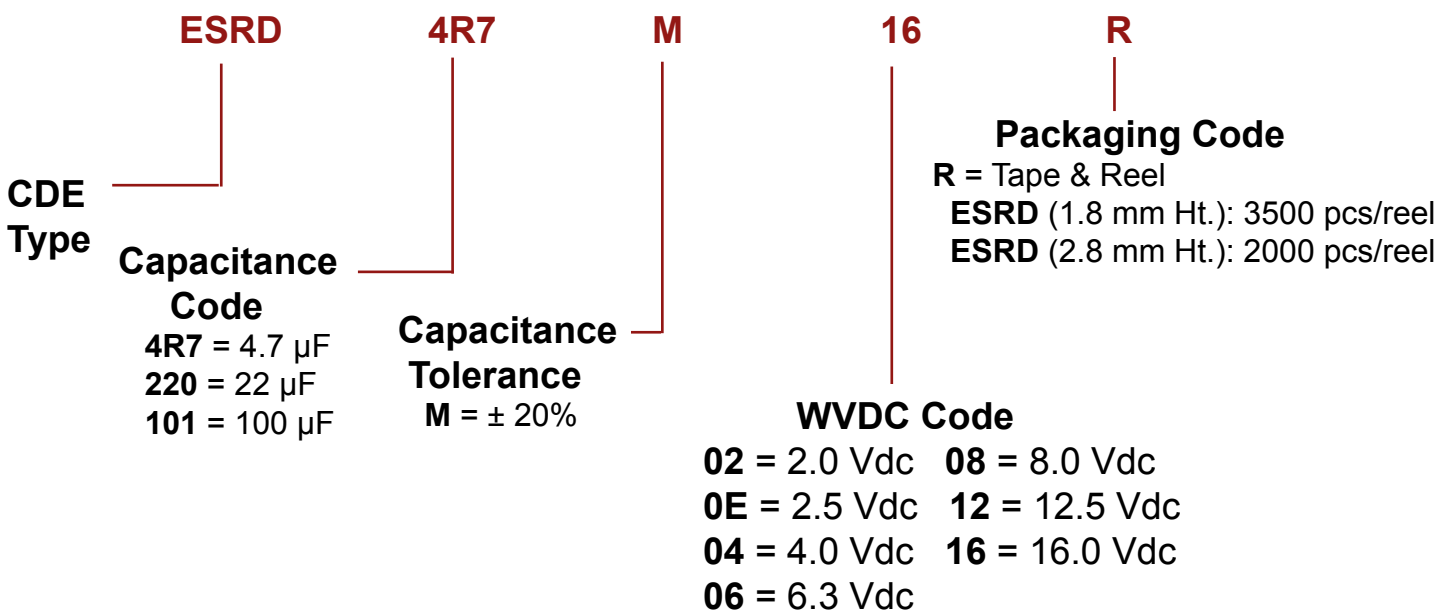 ESRD 4R7 M 16 R
Packaging Code
R = Tape & Reel
ESRD (1.8 mm Ht.): 3500 pcs/reel
ESRD (2.8 mm Ht.): 2000 pcs/reel
CDE
Type
Capacitance
Code
4R7 = 4.7 µF
220 = 22 µF
101 = 100 µF
Capacitance
Tolerance
M = ± 20%
WVDC Code
02 = 2.0 Vdc 08 = 8.0 Vdc
0E = 2.5 Vdc 12 = 12.5 Vdc
04 = 4.0 Vdc 16 = 16.0 Vdc
06 = 6.3 Vdc